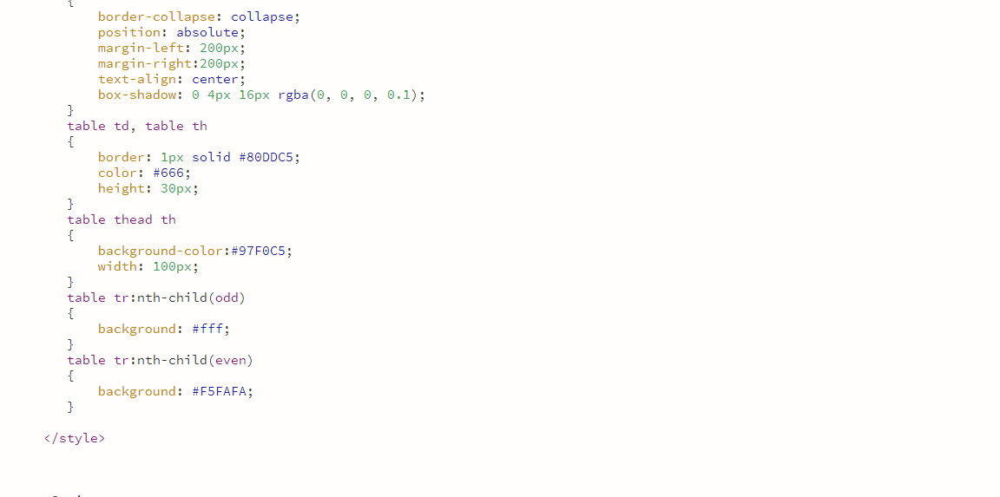 {
border-collapse: collapse;
position: absolute;
margin-left: 200px;
margin-right:200px;
text-align: center;
box-shadow: 0 4px 16px rgba(0, 0, 0, 0.1);
}
table td, table th
{
border: 1px solid #80DDC5;
color: #666;
height: 30px;
}
table thead th
{
background-color:#97F0C5;
width: 100px;
}
table tr:nth-child(odd)
{
background: #fff;
}
table tr:nth-child(even)
{
background: #F5FAFA;
}
</style>